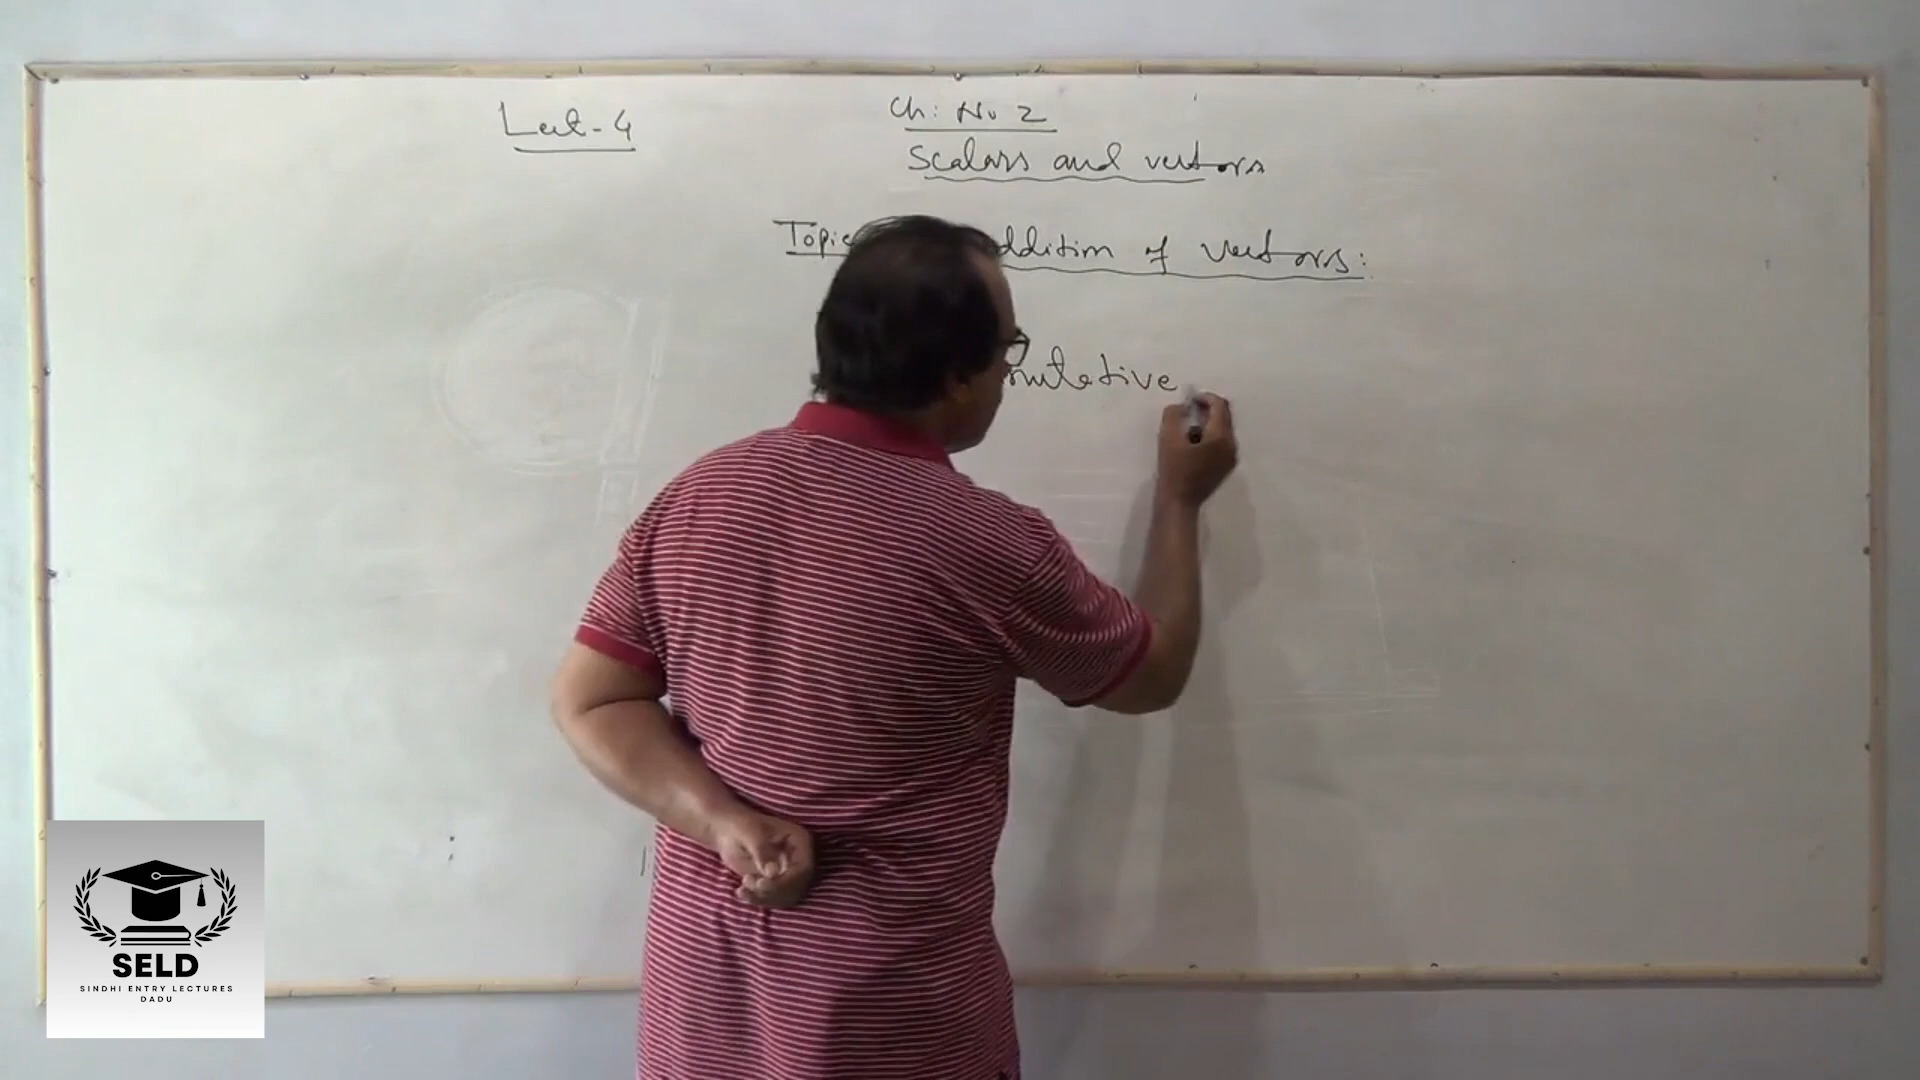 Lect-4
Ch: No 2
Scalars and vectors
Topic ddition of vectors:
mutative
SELD
SINDHI ENTRY LECTURES
DADU